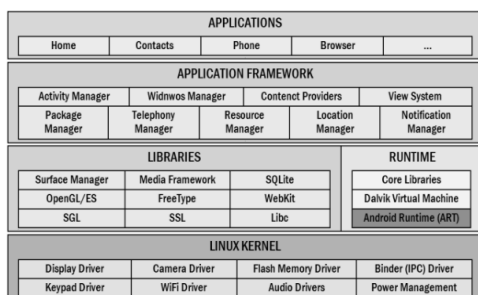 APPLICATIONS
Home Contacts Phone Browser ...
APPLICATION FRAMEWORK
Activity Manager Widnwos Manager Contenct Providers View System
Package Manager Telephony Manager Resource Manager Location Manager Notification Manager
LIBRARIES
Surface Manager Media Framework SQLite
OpenGL/ES FreeType WebKit
SGL SSL Libc
RUNTIME
Core Libraries
Dalvik Virtual Machine
Android Runtime (ART)
LINUX KERNEL
Display Driver Camera Driver Flash Memory Driver Binder (IPC) Driver
Keypad Driver WiFi Driver Audio Drivers Power Management